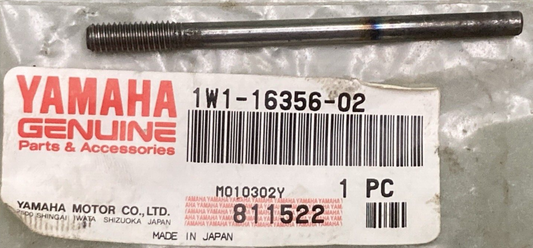 YAMAHA
GENUINE
Parts & Accessories
1W1-16356-02
M010302Y
1 PC
YAMAHA MOTOR CO., LTD.
2500 SHINGAI IWATA SHIZUOKA JAPAN
811522
MADE IN JAPAN